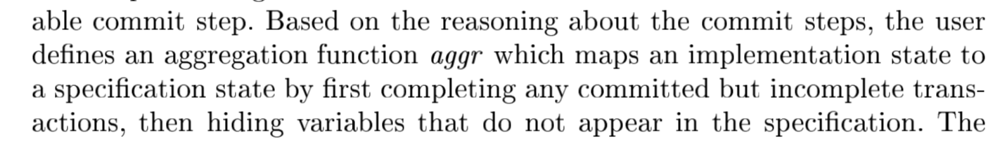 able commit step. Based on the reasoning about the commit steps, the user
defines an aggregation function aggr which maps an implementation state to
a specification state by first completing any committed but incomplete trans-
actions, then hiding variables that do not appear in the specification. The